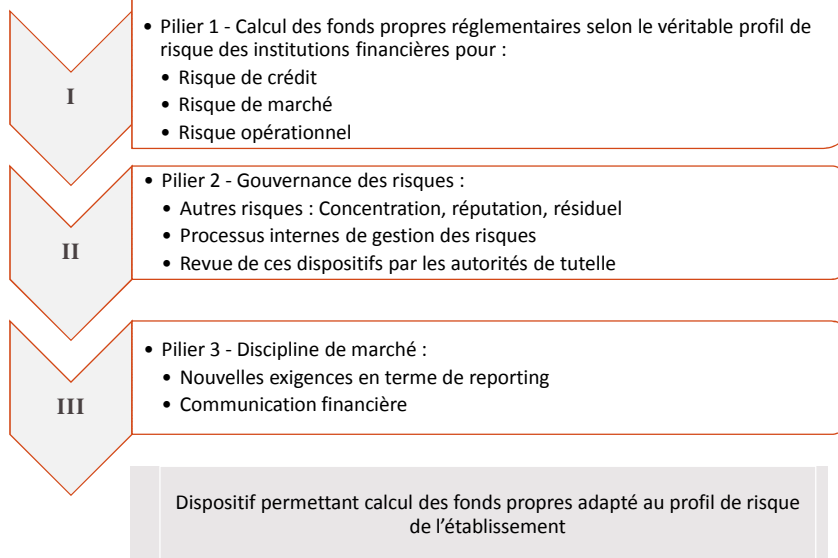 I
• Pilier 1 - Calcul des fonds propres réglementaires selon le véritable profil de
risque des institutions financières pour :
• Risque de crédit
• Risque de marché
• Risque opérationnel
II
• Pilier 2 - Gouvernance des risques :
• Autres risques : Concentration, réputation, résiduel
• Processus internes de gestion des risques
• Revue de ces dispositifs par les autorités de tutelle
III
• Pilier 3 - Discipline de marché :
• Nouvelles exigences en terme de reporting
• Communication financière
Dispositif permettant calcul des fonds propres adapté au profil de risque
de l’établissement